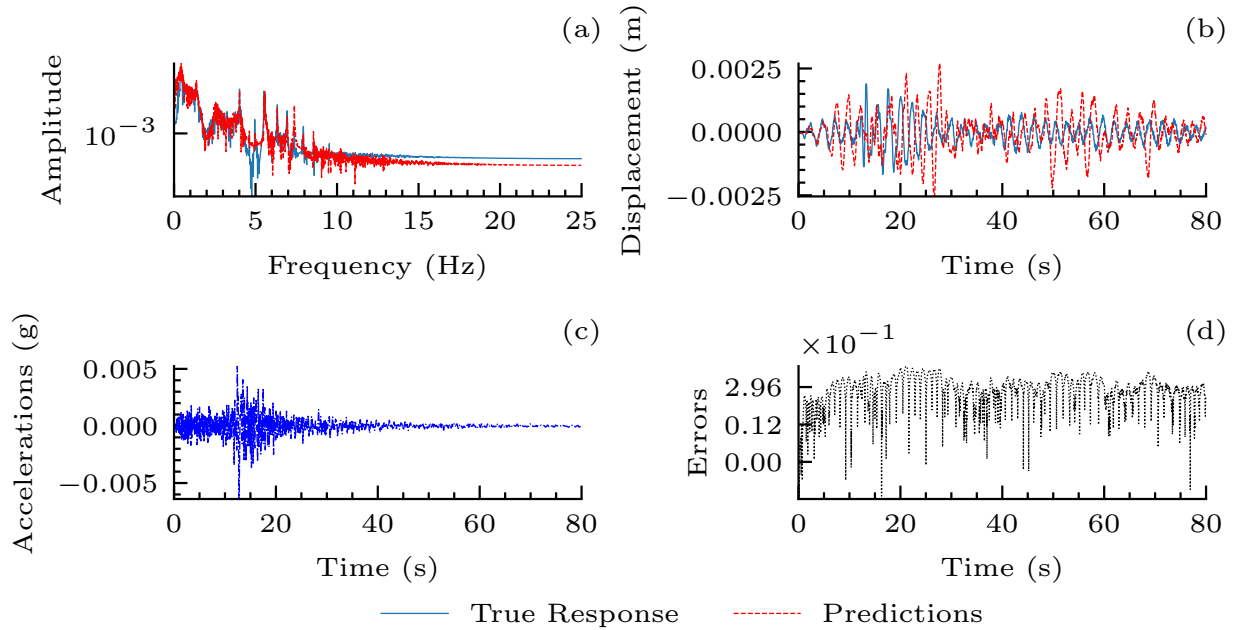 (a)
Amplitude
10⁻³
0 5 10 15 20 25
Frequency (Hz)
(b)
Displacement (m)
0.0025
0.0000
−0.0025
0 20 40 60 80
Time (s)
(c)
Accelerations (g)
0.005
0.000
−0.005
0 20 40 60 80
Time (s)
(d)
×10⁻¹
Errors
2.96
0.12
0.00
0 20 40 60 80
Time (s)
True Response Predictions